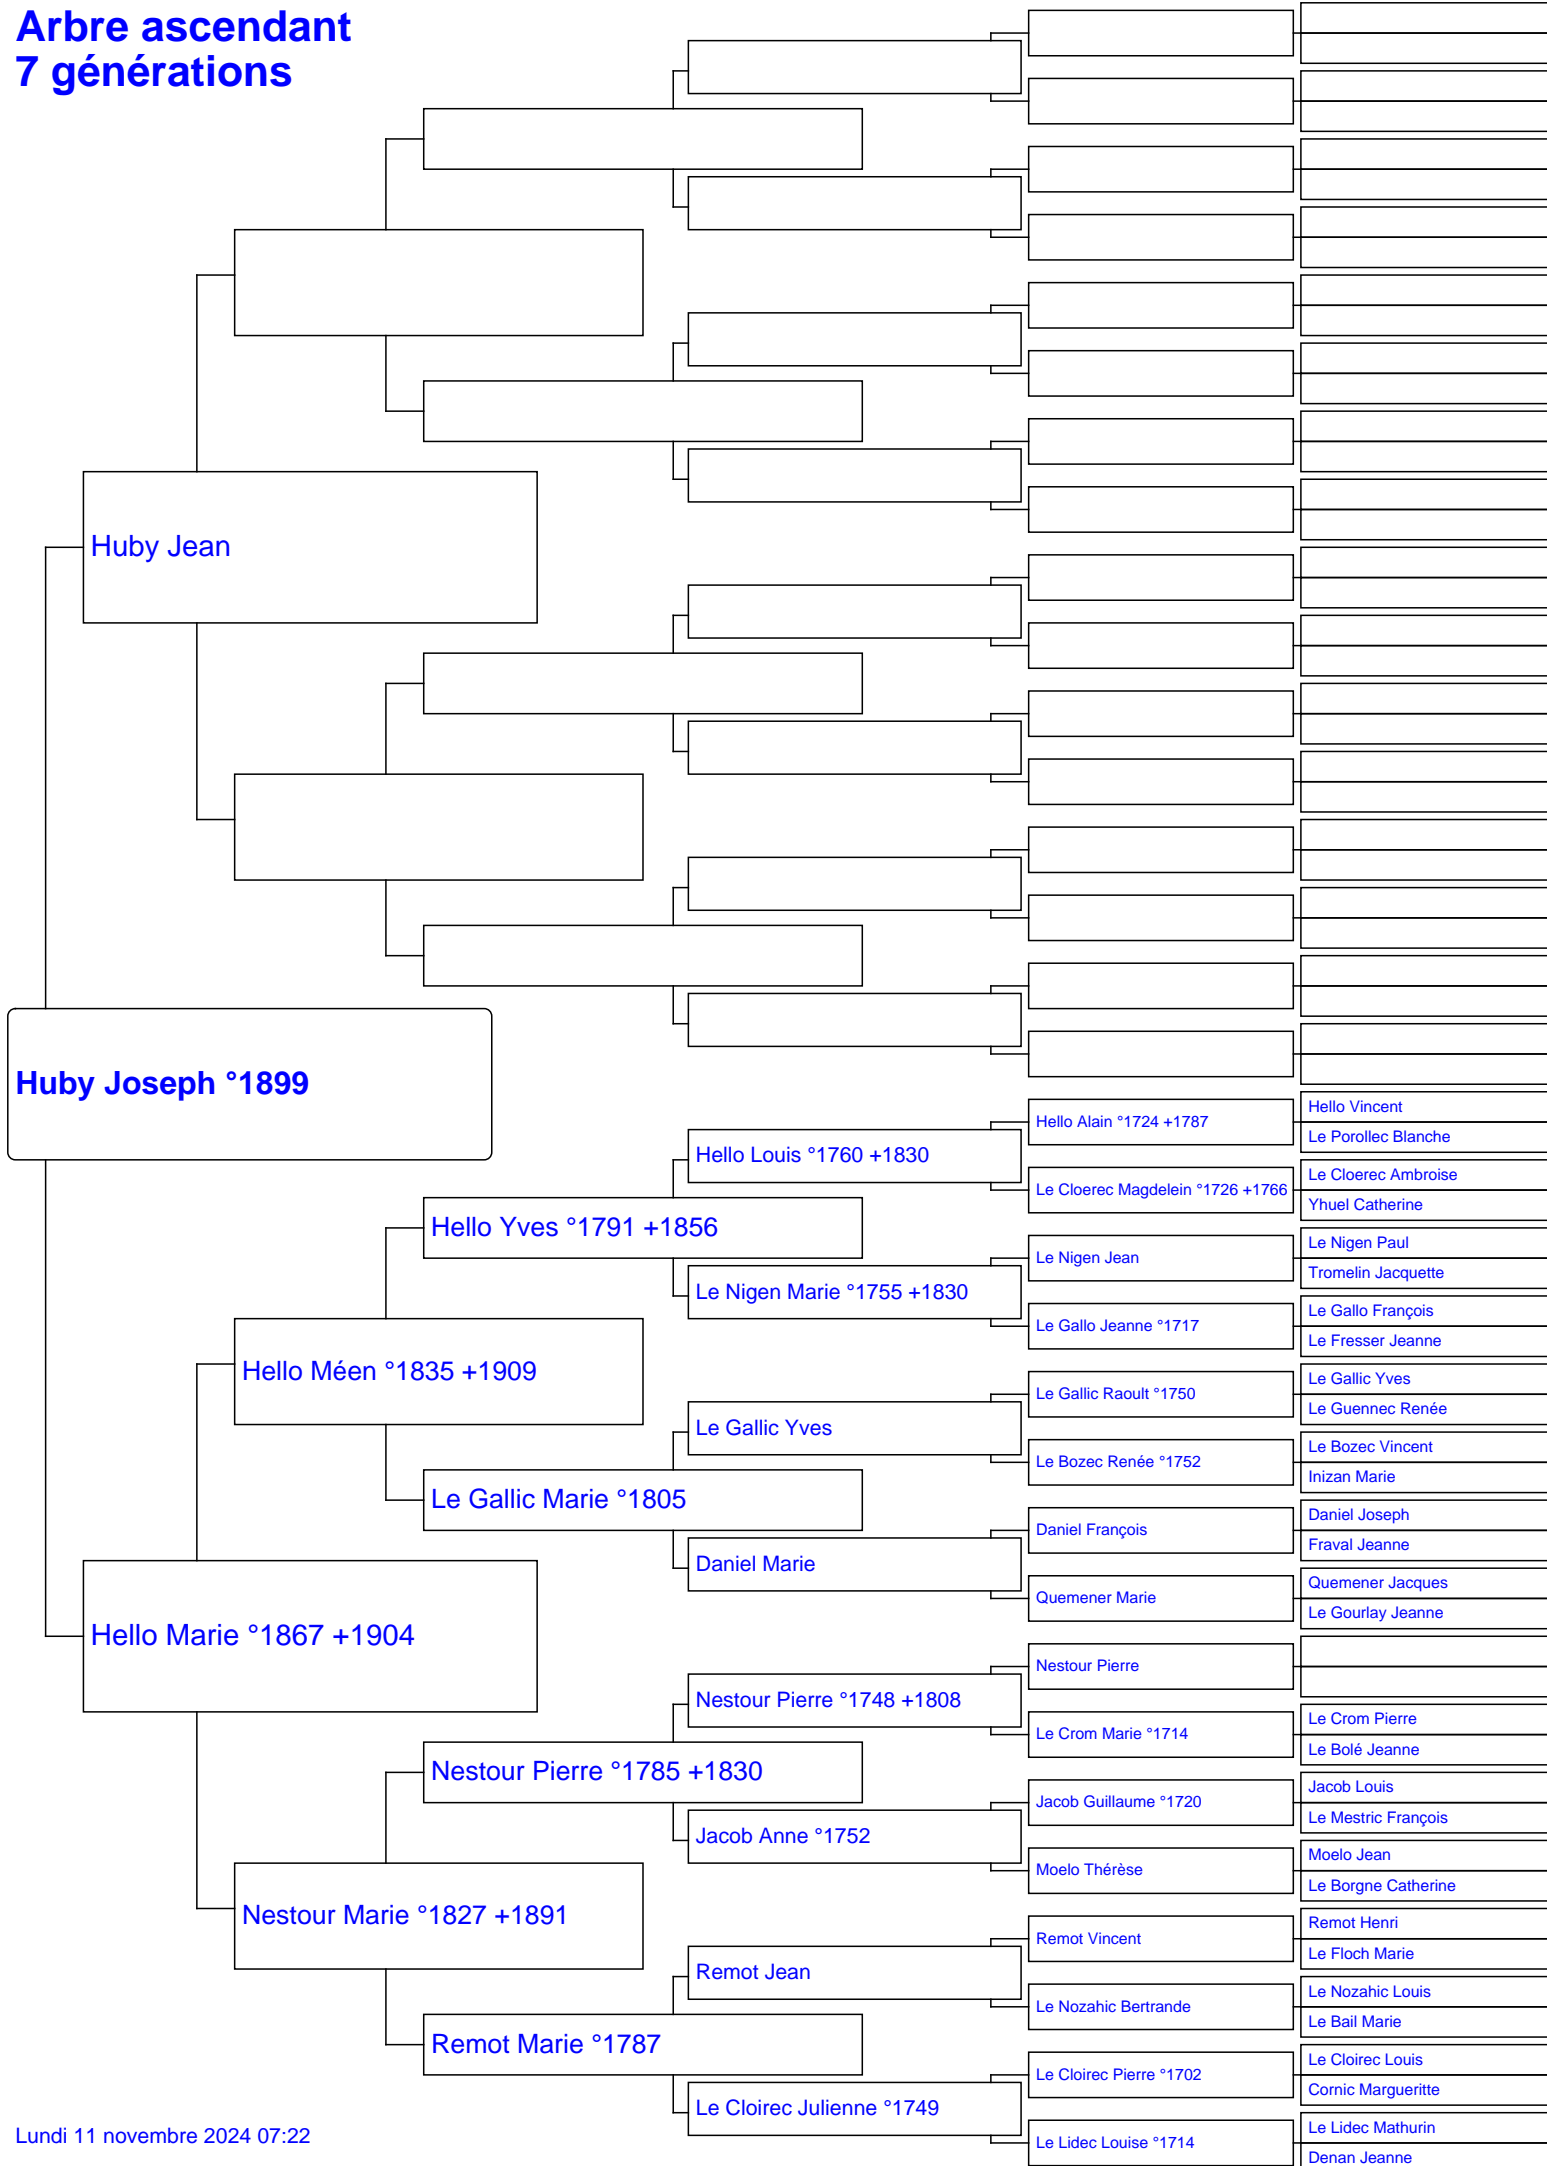 Arbre ascendant
7 générations
Huby Jean
Huby Joseph °1899
Hello Marie °1867 +1904
Hello Méen °1835 +1909
Nestour Marie °1827 +1891
Hello Yves °1791 +1856
Le Gallic Marie °1805
Nestour Pierre °1785 +1830
Remot Marie °1787
Hello Louis °1760 +1830
Le Nigen Marie °1755 +1830
Le Gallic Yves
Daniel Marie
Nestour Pierre °1748 +1808
Jacob Anne °1752
Remot Jean
Le Cloirec Julienne °1749
Hello Alain °1724 +1787
Le Cloerec Magdelein °1726 +1766
Le Nigen Jean
Le Gallo Jeanne °1717
Le Gallic Raoult °1750
Le Bozec Renée °1752
Daniel François
Quemener Marie
Nestour Pierre
Le Crom Marie °1714
Jacob Guillaume °1720
Moelo Thérèse
Remot Vincent
Le Nozahic Bertrande
Le Cloirec Pierre °1702
Le Lidec Louise °1714
Hello Vincent
Le Porollec Blanche
Le Cloerec Ambroise
Yhuel Catherine
Le Nigen Paul
Tromelin Jacquette
Le Gallo François
Le Fresser Jeanne
Le Gallic Yves
Le Guennec Renée
Le Bozec Vincent
Inizan Marie
Daniel Joseph
Fraval Jeanne
Quemener Jacques
Le Gourlay Jeanne
Le Crom Pierre
Le Bolé Jeanne
Jacob Louis
Le Mestric François
Moelo Jean
Le Borgne Catherine
Remot Henri
Le Floch Marie
Le Nozahic Louis
Le Bail Marie
Le Cloirec Louis
Cornic Margueritte
Le Lidec Mathurin
Denan Jeanne
Lundi 11 novembre 2024 07:22